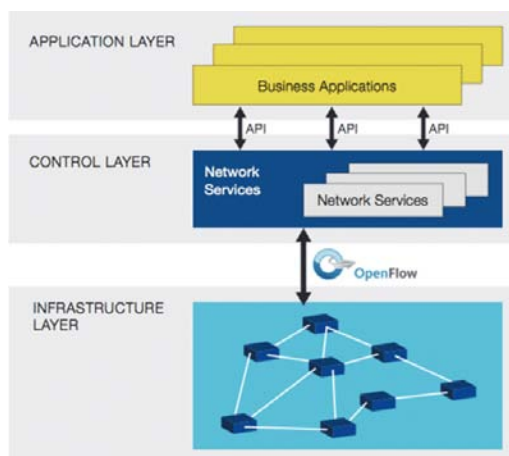 APPLICATION LAYER
Business Applications
API
API
API
CONTROL LAYER
Network
Services
Network Services
OpenFlow
INFRASTRUCTURE
LAYER